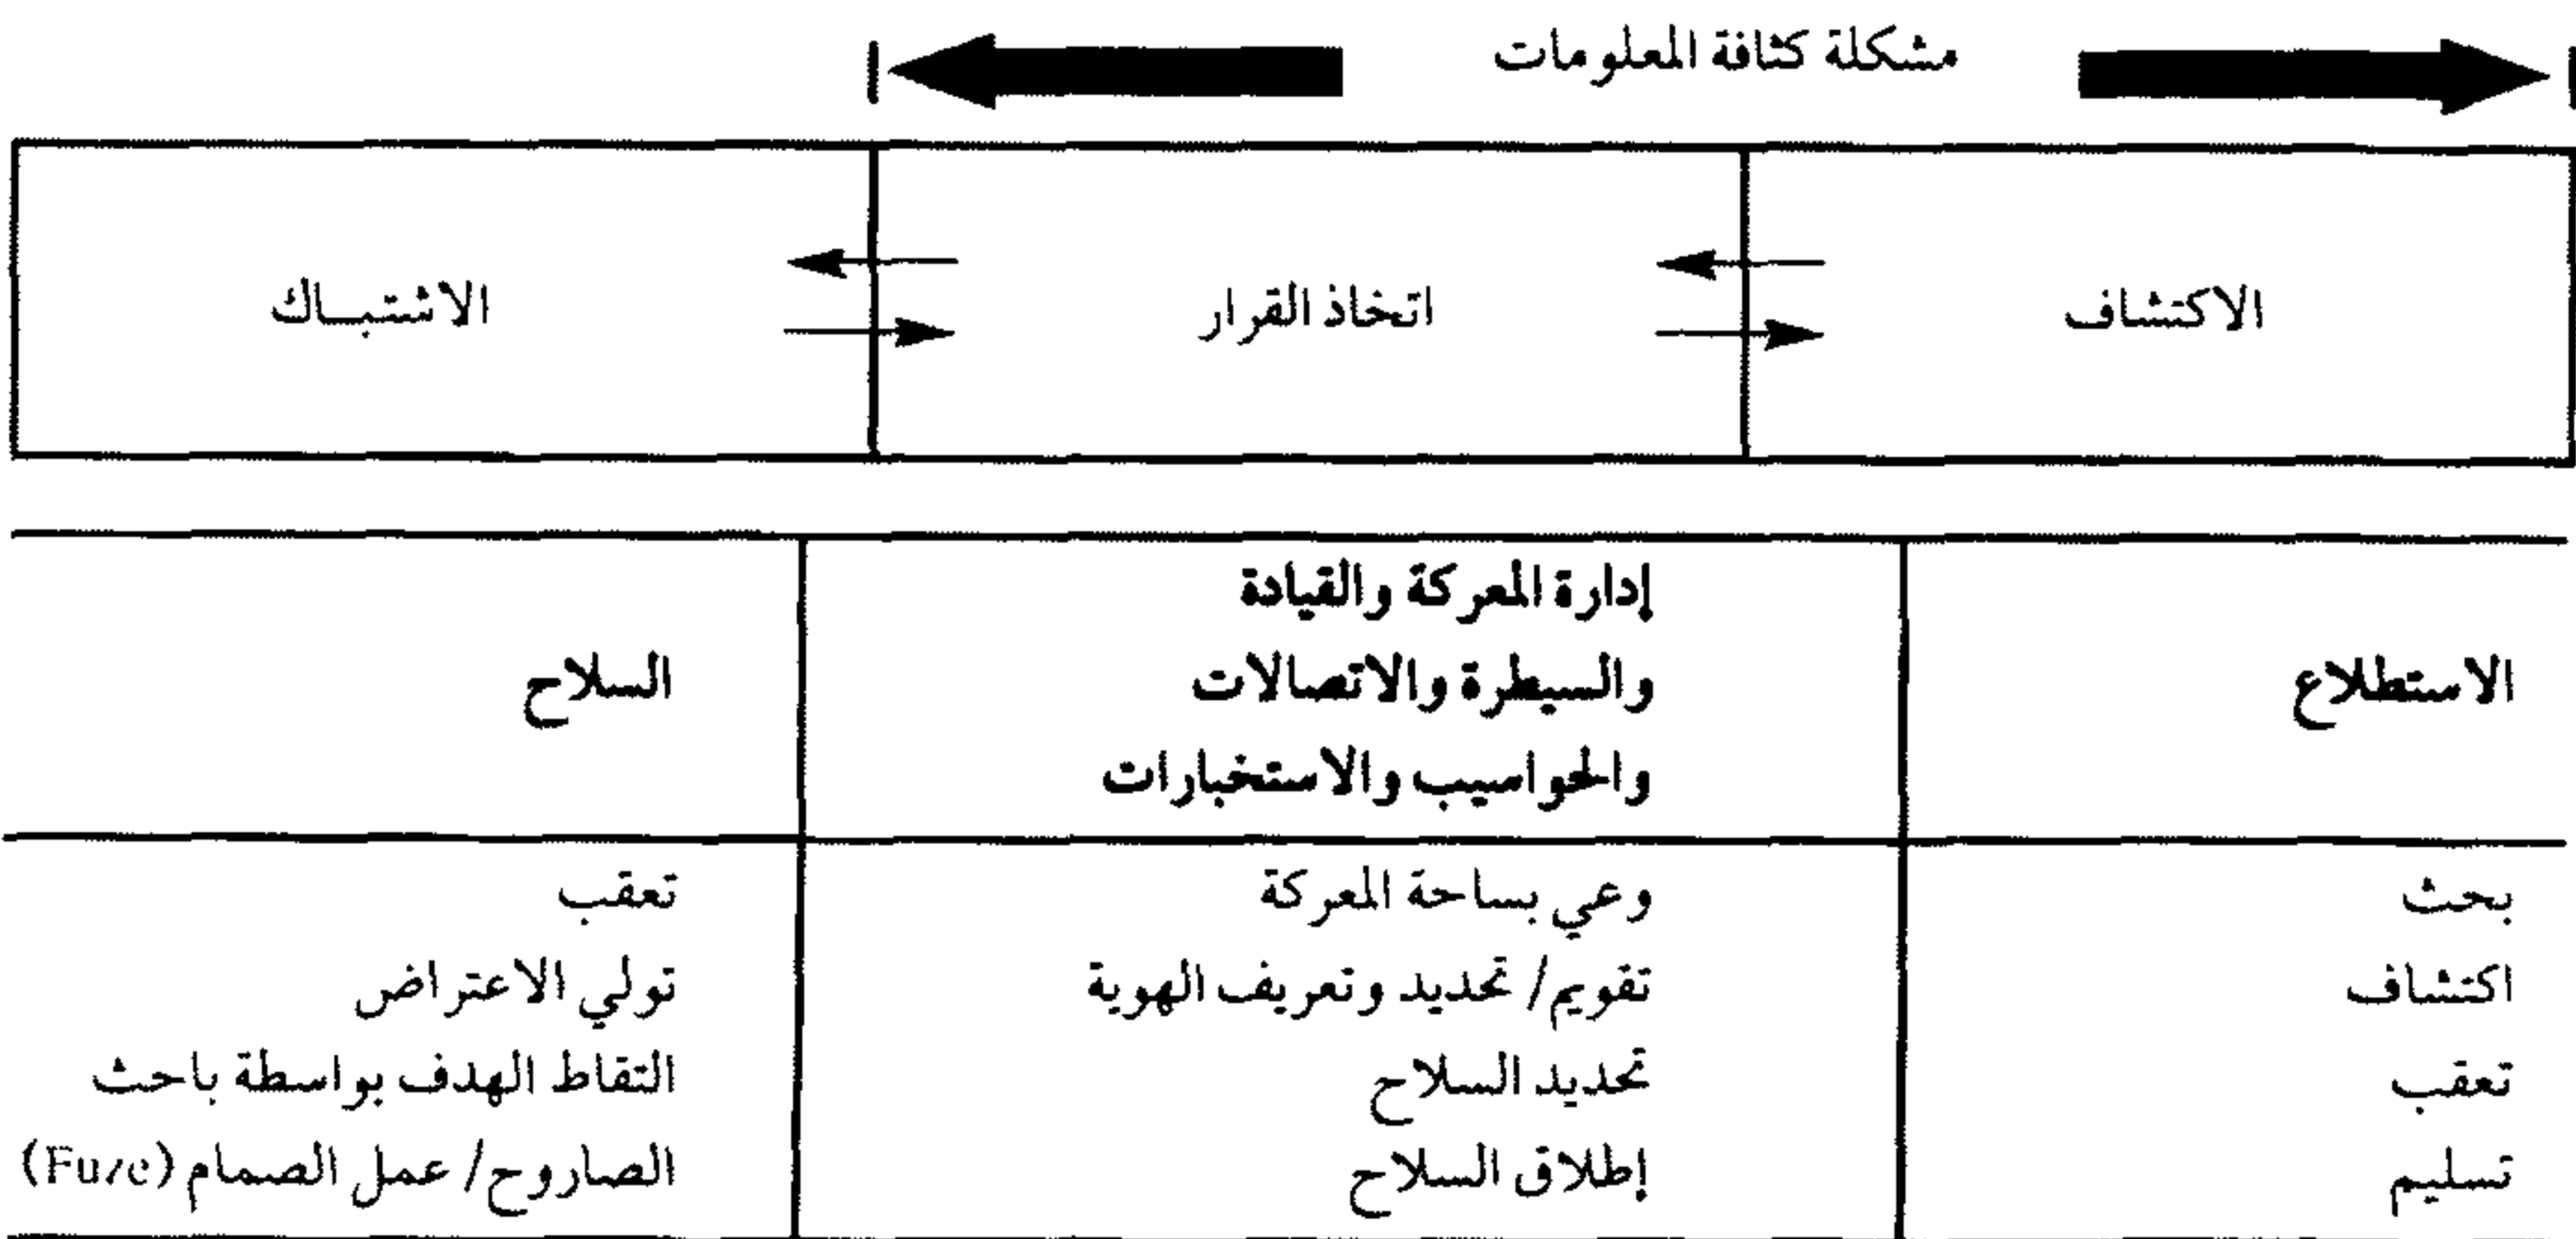 مشكلة كثافة المعلومات
الاكتشاف
اتخاذ القرار
الاشتباك
الاستطلاع
إدارة المعركة والقيادة
والسيطرة والاتصالات
والحواسيب والاستخبارات
السلاح
بحث
اكتشاف
تعقب
تسليم
وعي بساحة المعركة
تقويم/ تحديد وتعريف الهوية
تحديد السلاح
إطلاق السلاح
تعقب
تولي الاعتراض
التقاط الهدف بواسطة باحث
الصاروخ/ عمل الصمام (Fuze)